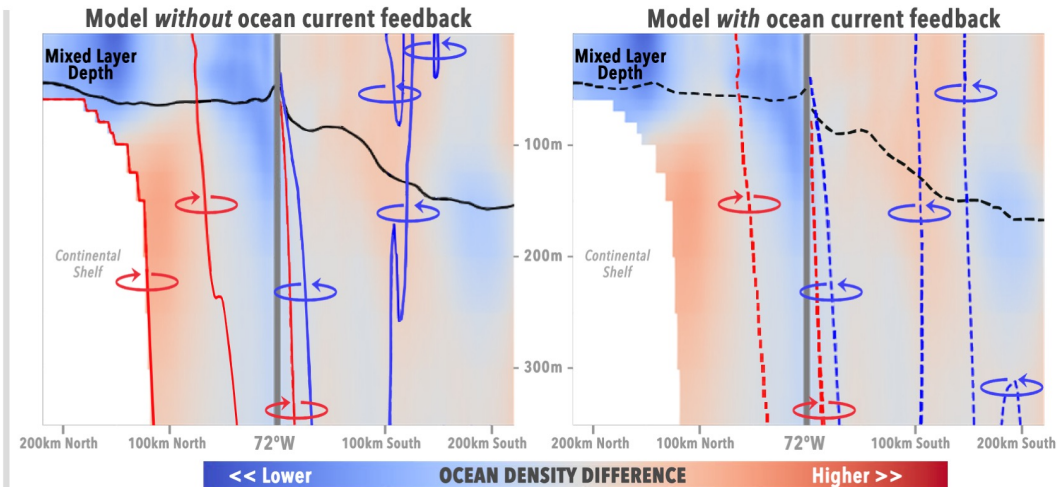 Model without ocean current feedback
Mixed Layer
Depth
Continental
Shelf
Model with ocean current feedback
Mixed Layer
Depth
Continental
Shelf
100m
200m
300m
200km North 100km North 72°W 100km South 200km South
200km North 100km North 72°W 100km South 200km South
<< Lower OCEAN DENSITY DIFFERENCE Higher >>